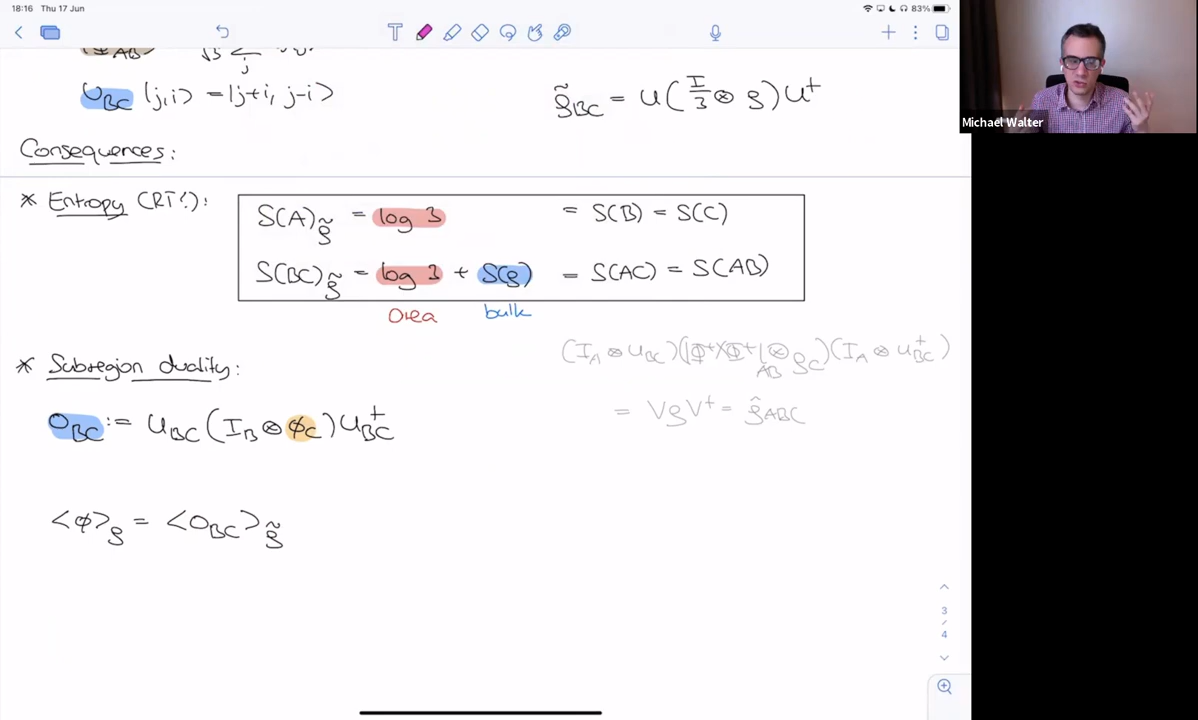 18:16 Thu 17 Jun
83%
U_BC |j,i⟩ = |j+i, j-i⟩
ρ̃_BC = U(I/3 ⊗ ρ)U†
Michael Walter
Consequences:
* Entropy (RT!):
S(A)_ρ̃ = log 3 = S(B) = S(C)
S(BC)_ρ̃ = log 3 + S(ρ) = S(AC) = S(AB)
area bulk
(I_A ⊗ U_BC)(|Φ⁺⟩⟨Φ⁺|_AB ⊗ ρ_C)(I_A ⊗ U_BC†)
* Subregion duality:
= VρV† = ρ̃_ABC
O_BC := U_BC (I_B ⊗ ϕ_C) U_BC†
<ϕ>_ρ = <O_BC>_ρ̃
3
/
4